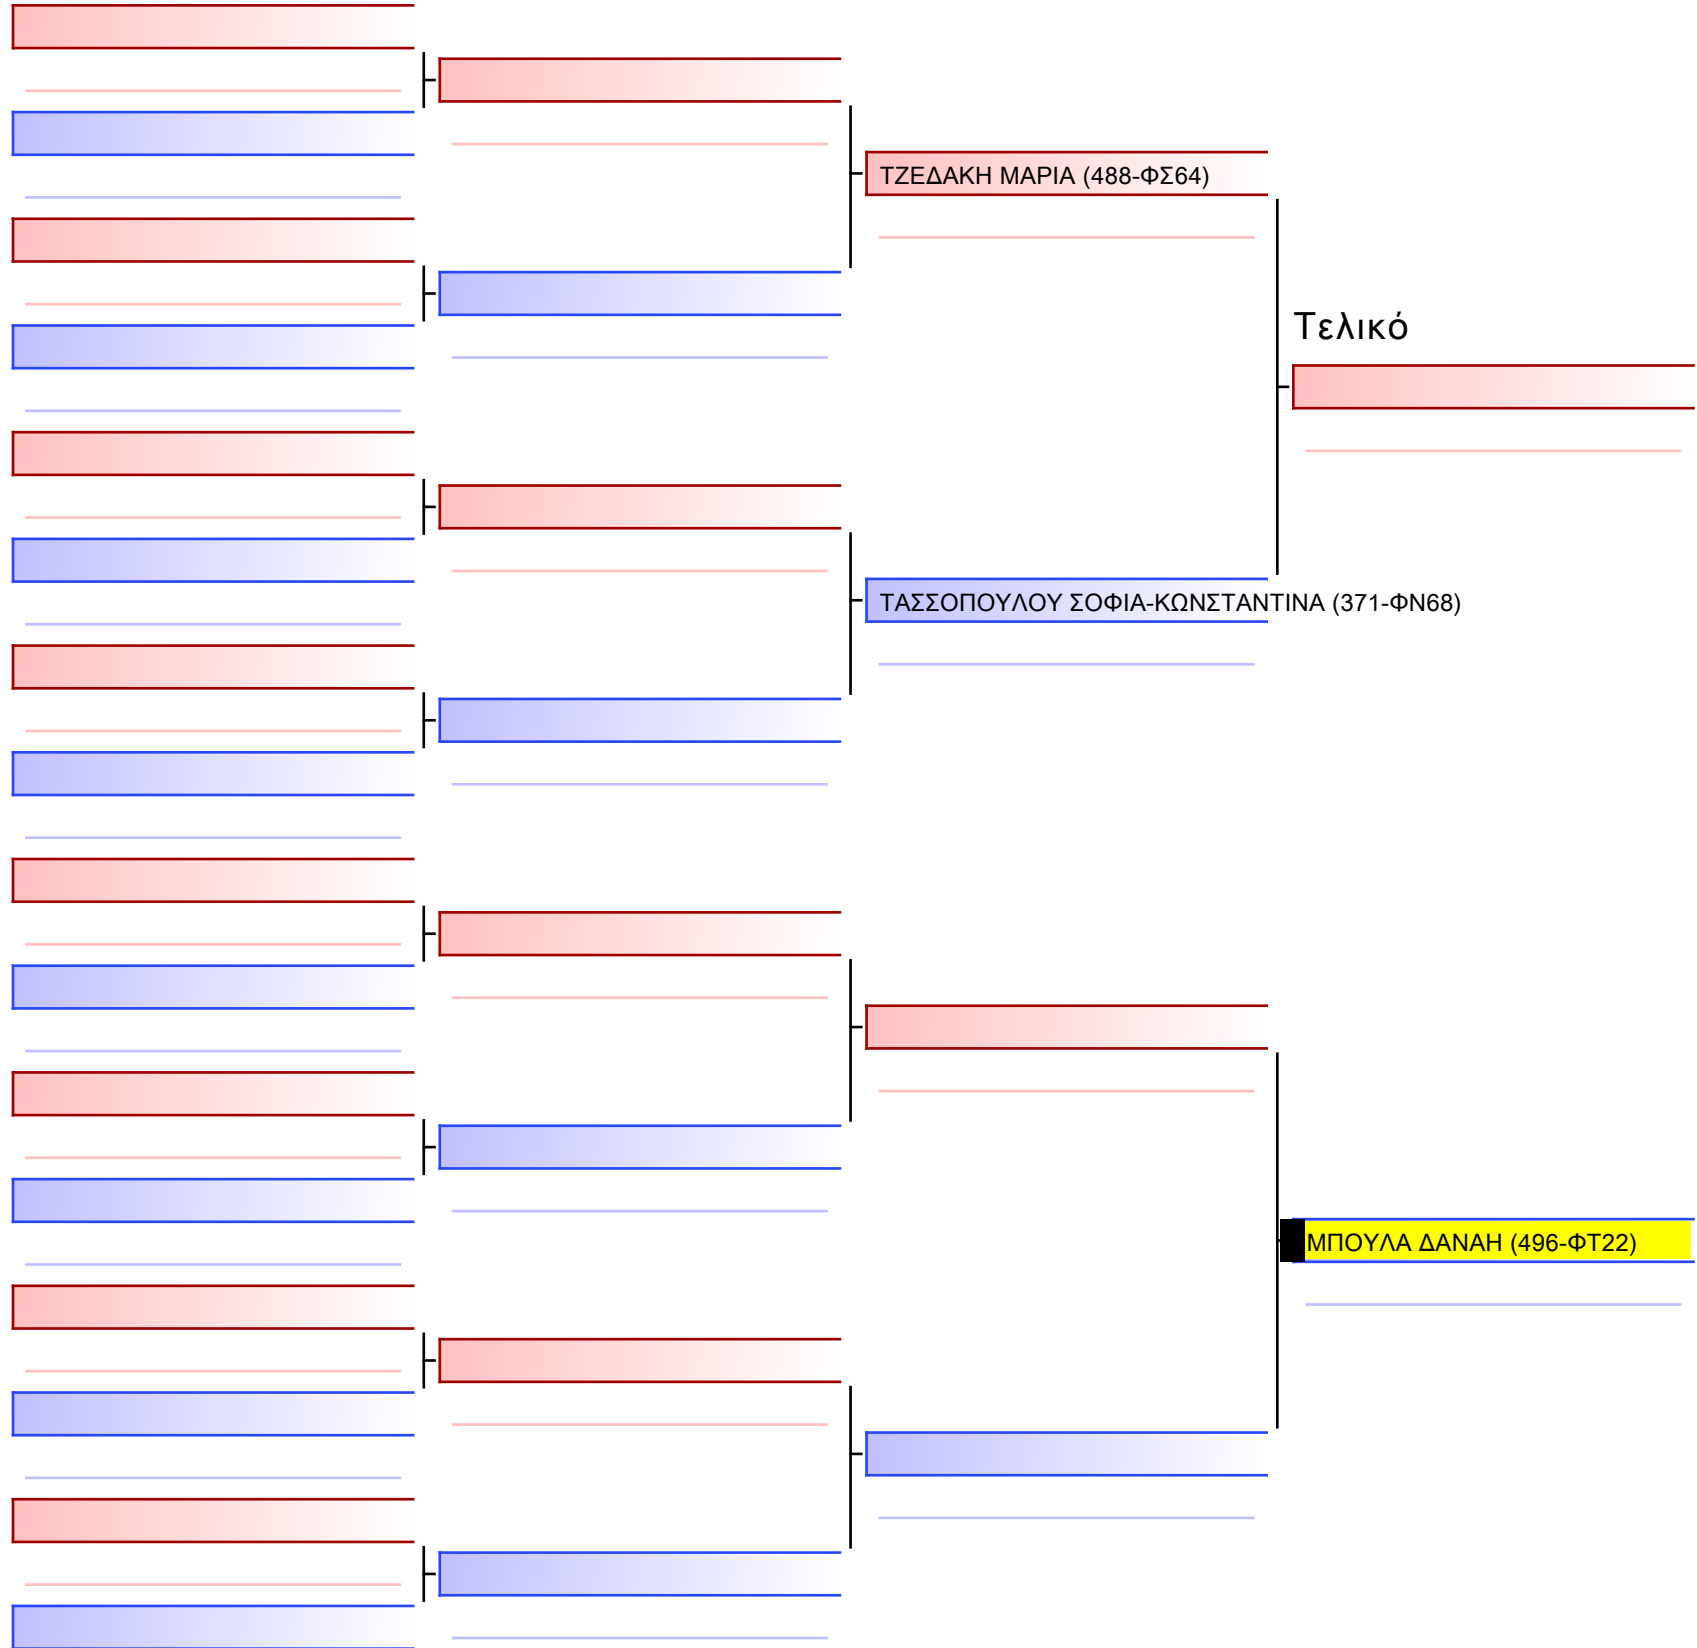 ΤΖΕΔΑΚΗ ΜΑΡΙΑ (488-ΦΣ64)
Τελικό
ΤΑΣΣΟΠΟΥΛΟΥ ΣΟΦΙΑ-ΚΩΝΣΤΑΝΤΙΝΑ (371-ΦΝ68)
ΜΠΟΥΛΑ ΔΑΝΑΗ (496-ΦΤ22)